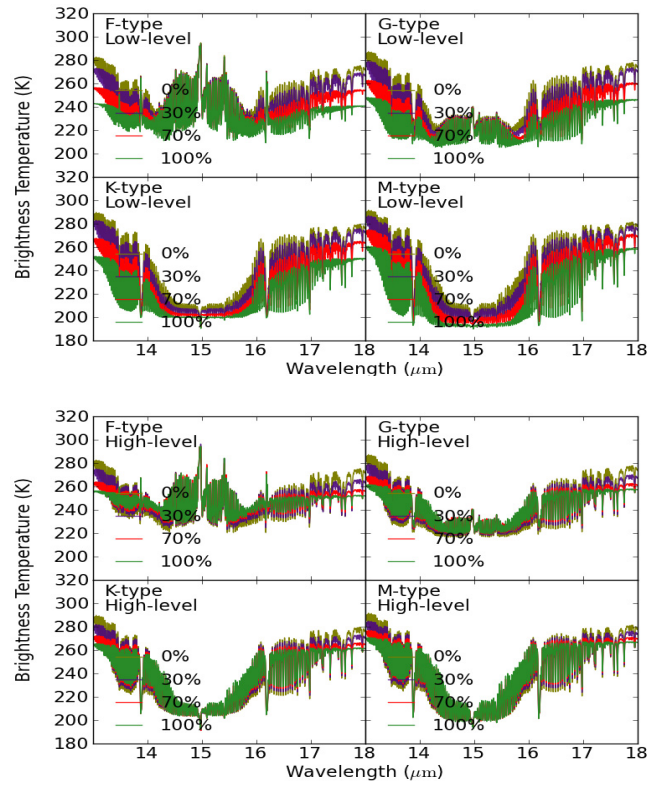 320
300
280
260
240
220
200
F-type
Low-level
0%
30%
70%
100%
G-type
Low-level
0%
30%
70%
100%
Brightness Temperature (K)
320
300
280
260
240
220
200
180
K-type
Low-level
0%
30%
70%
100%
M-type
Low-level
0%
30%
70%
100%
14 15 16 17 18 14 15 16 17 18
Wavelength (μm) Wavelength (μm)
320
300
280
260
240
220
200
F-type
High-level
0%
30%
70%
100%
G-type
High-level
0%
30%
70%
100%
Brightness Temperature (K)
320
300
280
260
240
220
200
180
K-type
High-level
0%
30%
70%
100%
M-type
High-level
0%
30%
70%
100%
14 15 16 17 18 14 15 16 17 18
Wavelength (μm) Wavelength (μm)